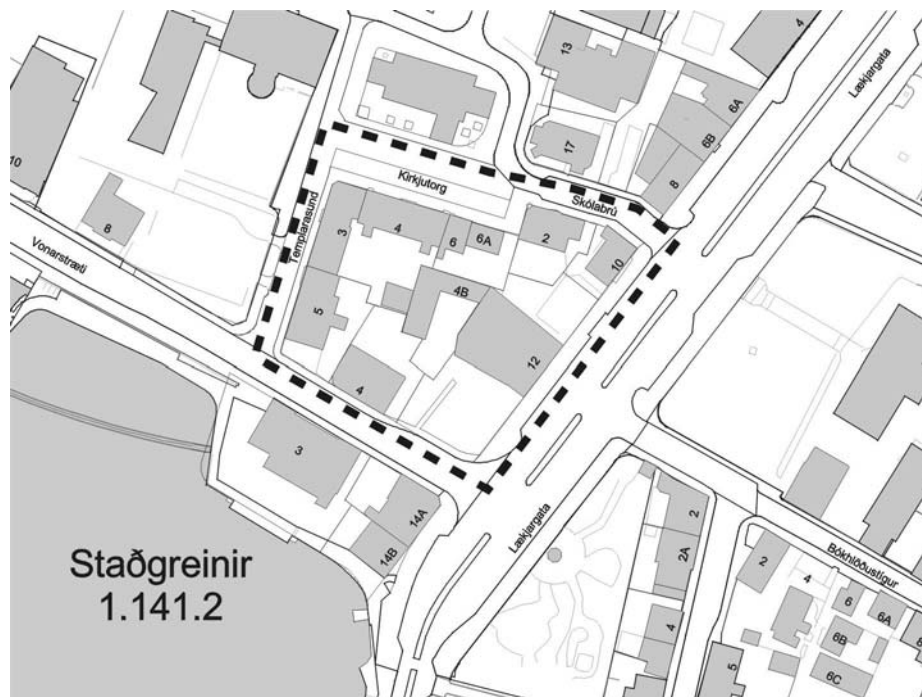 4
13
Lækjargata
6A
6B
10
17
Kirkjutorg
8
Skólabrú
8
Templarasund
3
4
6
6A
2
10
Vonarstræti
4B
5
12
4
3
14A
14B
Lækjargata
2
2A
4
2
4
6
6A
6B
8
6C
5
Bókhlöðustígur
Staðgreinir
1.141.2